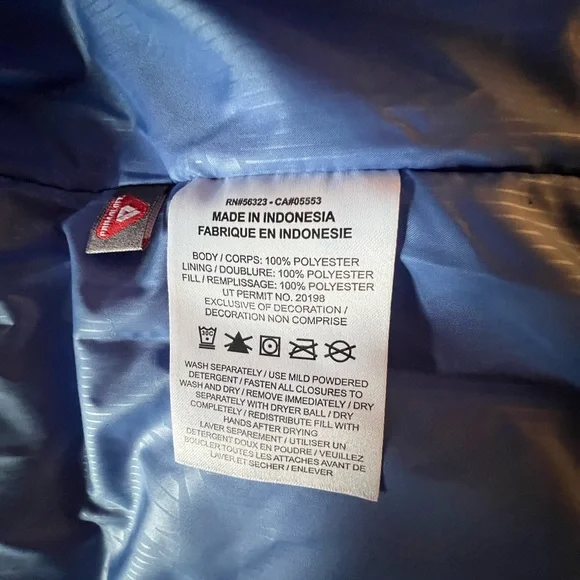 RN#56323 - CA#05553
MADE IN INDONESIA
FABRIQUE EN INDONESIE
BODY / CORPS: 100% POLYESTER
LINING / DOUBLURE: 100% POLYESTER
FILL / REMPLISSAGE: 100% POLYESTER
UT PERMIT NO. 20198
EXCLUSIVE OF DECORATION /
DECORATION NON COMPRISE
30C
WASH SEPARATELY / USE MILD POWDERED
DETERGENT / FASTEN ALL CLOSURES TO
WASH AND DRY / REMOVE IMMEDIATELY / DRY
SEPARATELY WITH DRYER BALL / DRY
COMPLETELY / REDISTRIBUTE FILL WITH
HANDS AFTER DRYING
LAVER SEPAREMENT / UTILISER UN
DETERGENT DOUX EN POUDRE / VEUILLEZ
BOUCLER TOUTES LES ATTACHES AVANT DE
LAVER ET SECHER / ENLEVER
PRIMALOFT